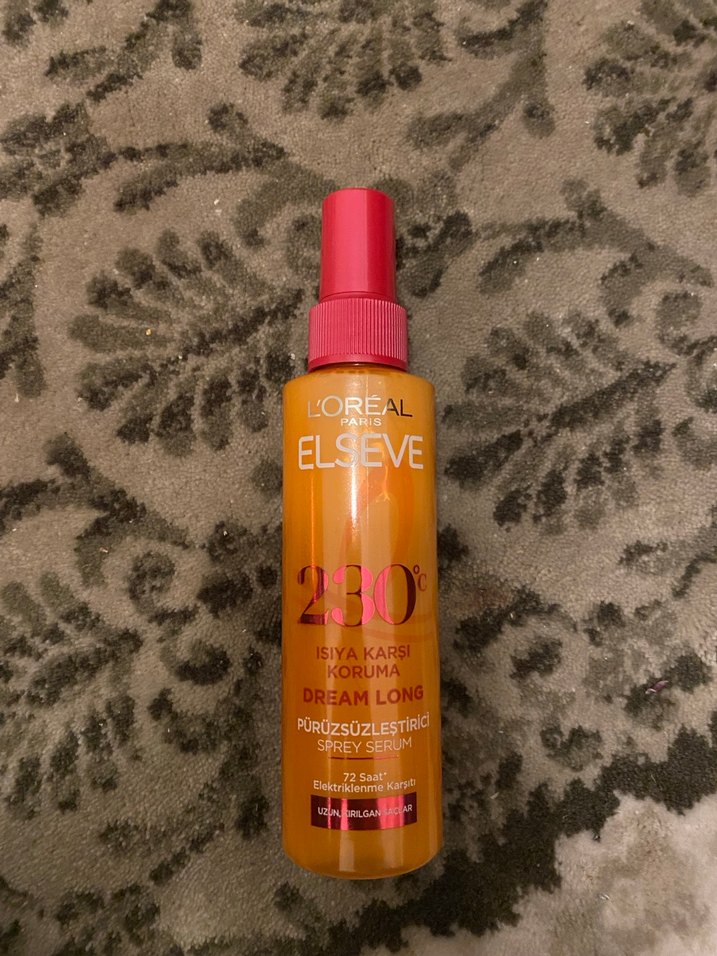 L'ORÉAL
PARIS
ELSEVE
230°C
ISIYA KARŞI
KORUMA
DREAM LONG
PÜRÜZSÜZLEŞTİRİCİ
SPREY SERUM
72 Saat*
Elektriklenme Karşıtı
UZUN, KIRILGAN SAÇLAR